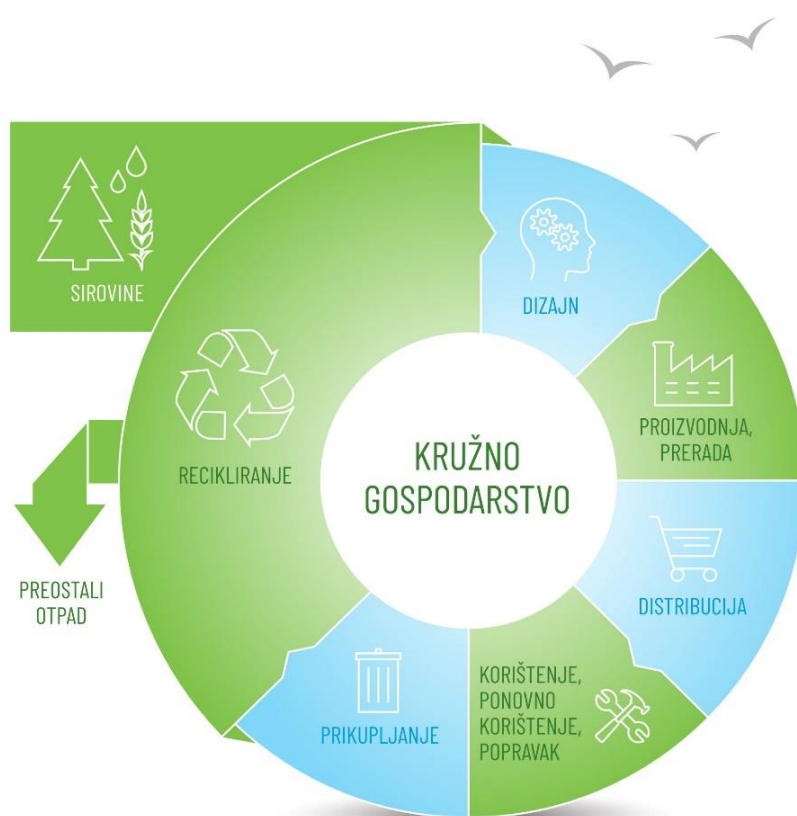 SIROVINE
DIZAJN
PROIZVODNJA,
PRERADA
DISTRIBUCIJA
KORIŠTENJE,
PONOVNO
KORIŠTENJE,
POPRAVAK
PRIKUPLJANJE
RECIKLIRANJE
PREOSTALI
OTPAD
KRUŽNO
GOSPODARSTVO